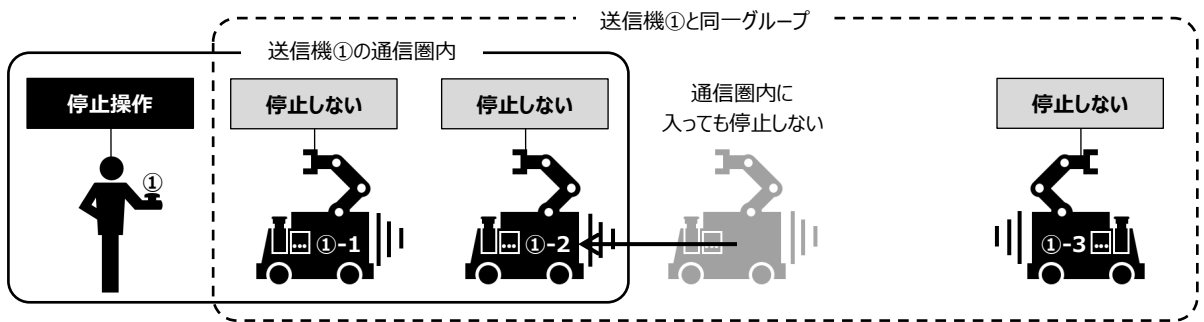 送信機①と同一グループ
送信機①の通信圏内
停止操作
停止しない
停止しない
通信圏内に
入っても停止しない
停止しない
①
... ①-1
... ①-2
...
①-3 ...